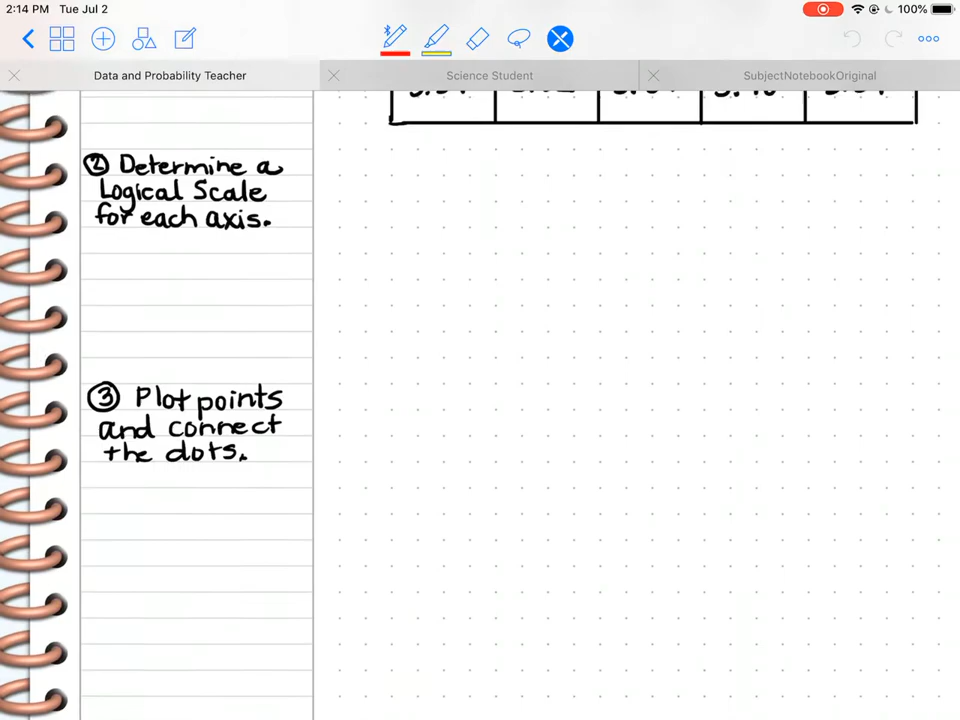 2:14 PM Tue Jul 2
100%
Data and Probability Teacher
Science Student
SubjectNotebookOriginal
② Determine a
Logical Scale
for each axis.
③ Plot points
and connect
the dots.